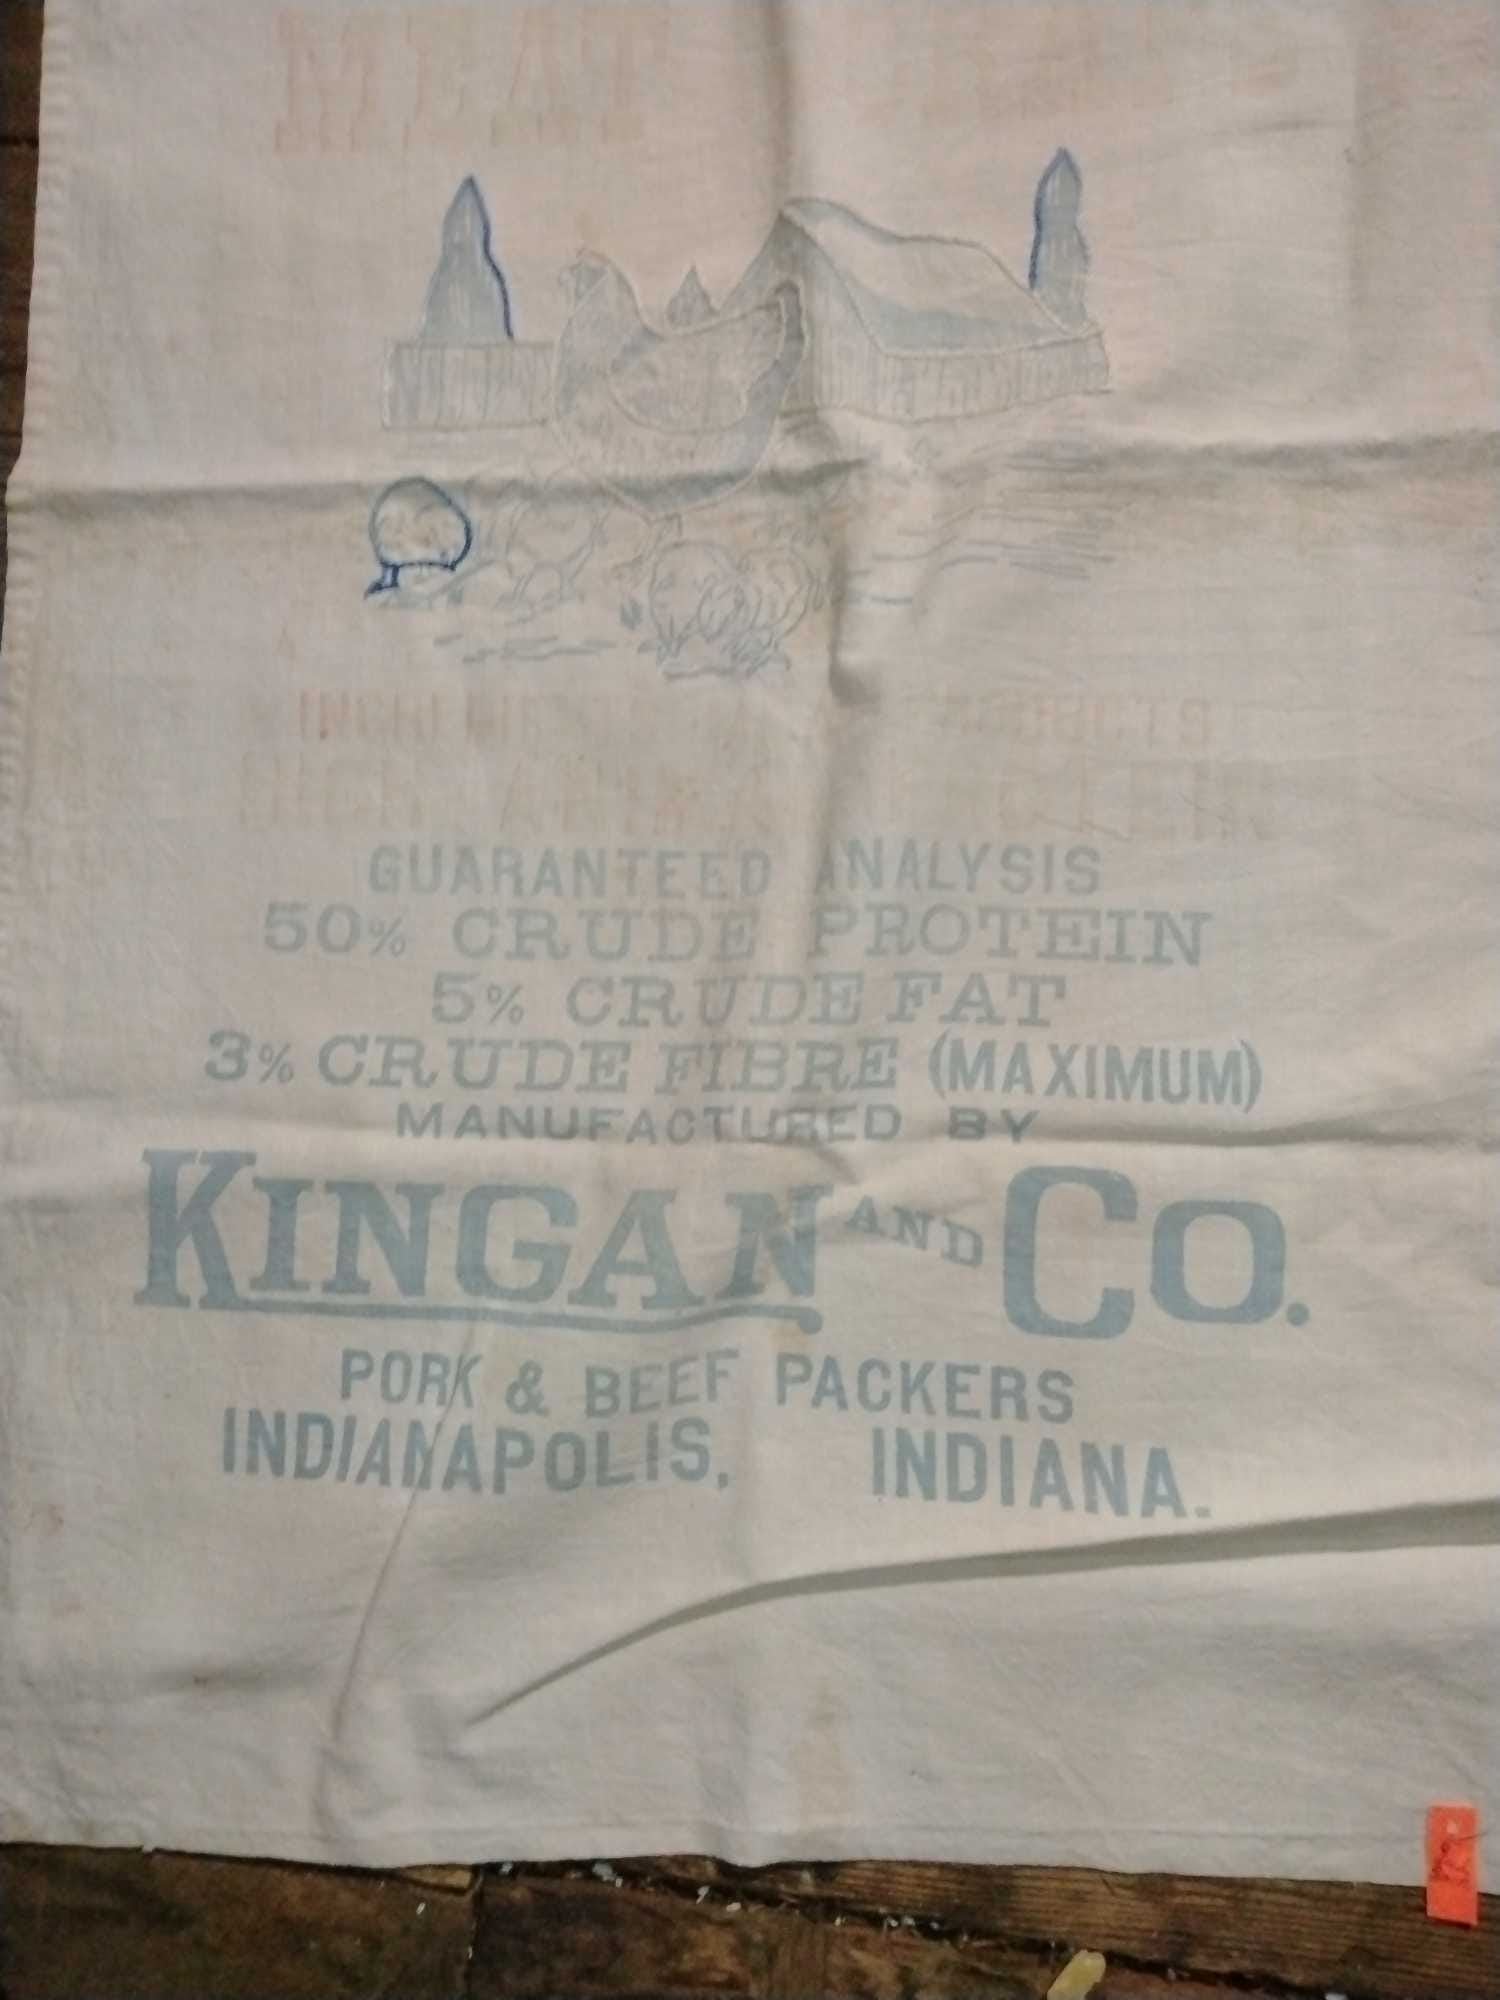 MEAT
GUARANTEED ANALYSIS
50% CRUDE PROTEIN
5% CRUDE FAT
3% CRUDE FIBRE (MAXIMUM)
MANUFACTURED BY
KINGAN AND CO.
PORK & BEEF PACKERS
INDIANAPOLIS, INDIANA.